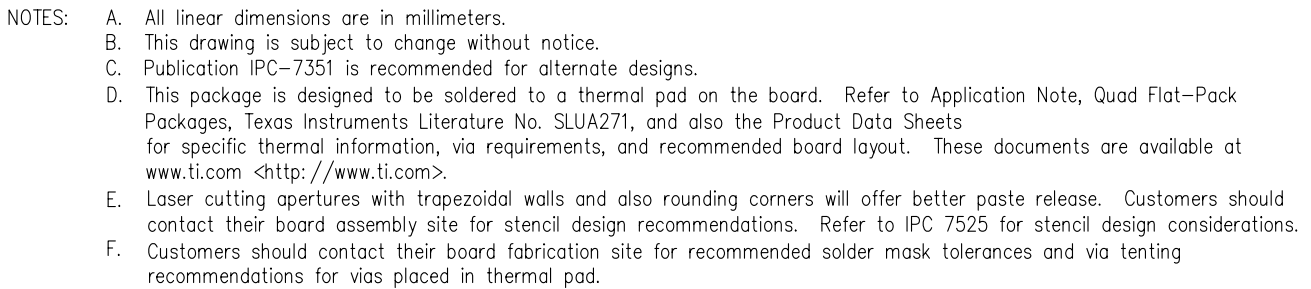 NOTES: A. All linear dimensions are in millimeters.
B. This drawing is subject to change without notice.
C. Publication IPC-7351 is recommended for alternate designs.
D. This package is designed to be soldered to a thermal pad on the board. Refer to Application Note, Quad Flat-Pack
Packages, Texas Instruments Literature No. SLUA271, and also the Product Data Sheets
for specific thermal information, via requirements, and recommended board layout. These documents are available at
www.ti.com <http://www.ti.com>.
E. Laser cutting apertures with trapezoidal walls and also rounding corners will offer better paste release. Customers should
contact their board assembly site for stencil design recommendations. Refer to IPC 7525 for stencil design considerations.
F. Customers should contact their board fabrication site for recommended solder mask tolerances and via tenting
recommendations for vias placed in thermal pad.